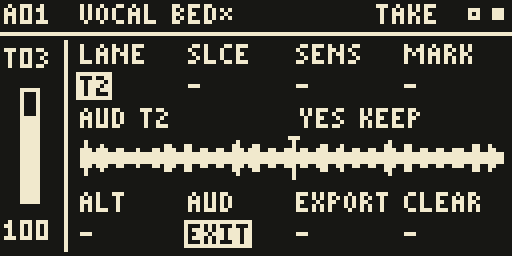 A01 VOCAL BED× TAKE
T03 LANE SLCE SENS MARK
T2 - - -
AUD T2 YES KEEP
ALT AUD EXPORT CLEAR
100 - EXIT - -